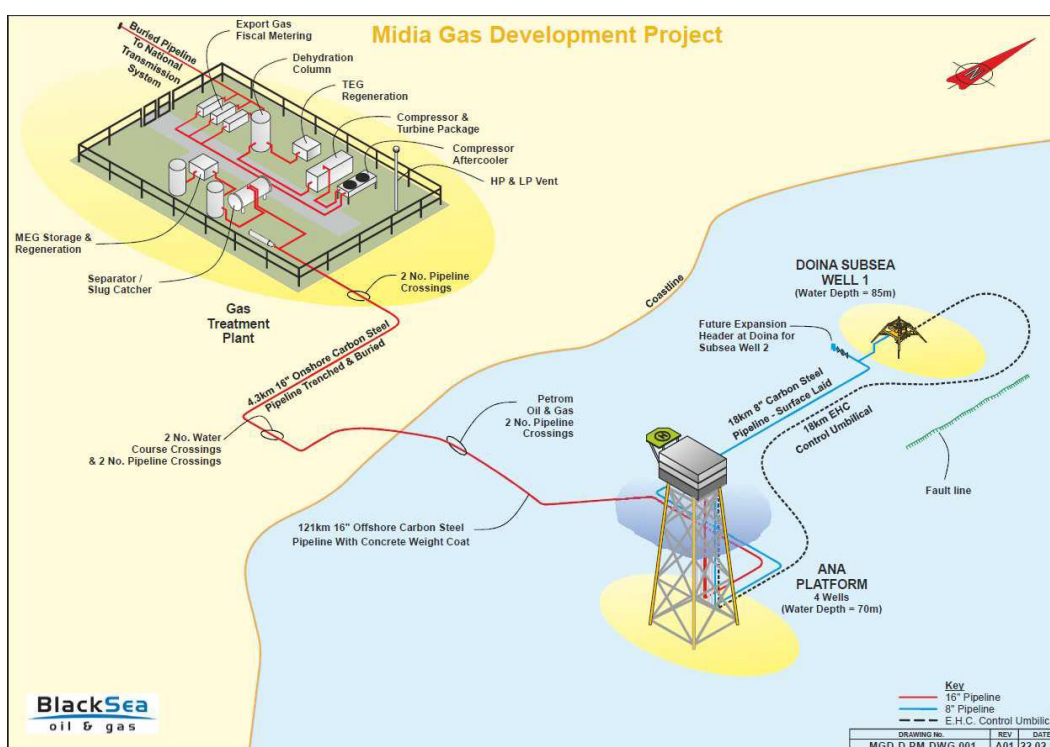 Midia Gas Development Project
Buried Pipeline
To National
Transmission
System
Export Gas
Fiscal Metering
Dehydration
Column
TEG
Regeneration
Compressor &
Turbine Package
Compressor
Aftercooler
HP & LP Vent
N
MEG Storage &
Regeneration
Separator /
Slug Catcher
Gas
Treatment
Plant
2 No. Pipeline
Crossings
4.3km 16" Onshore Carbon Steel
Pipeline Trenched & Buried
2 No. Water
Course Crossings
& 2 No. Pipeline Crossings
Petrom
Oil & Gas
2 No. Pipeline
Crossings
121km 16" Offshore Carbon Steel
Pipeline With Concrete Weight Coat
Coastline
DOINA SUBSEA
WELL 1
(Water Depth = 85m)
Future Expansion
Header at Doina for
Subsea Well 2
18km 8" Carbon Steel
Pipeline - Surface Laid
18km EHC
Control Umbilical
Fault line
H
ANA
PLATFORM
4 Wells
(Water Depth = 70m)
BlackSea
oil & gas
Key
16" Pipeline
8" Pipeline
E.H.C. Control Umbilic
DRAWING No. REV DATE
MGD-D-PM-DWG-001 A01